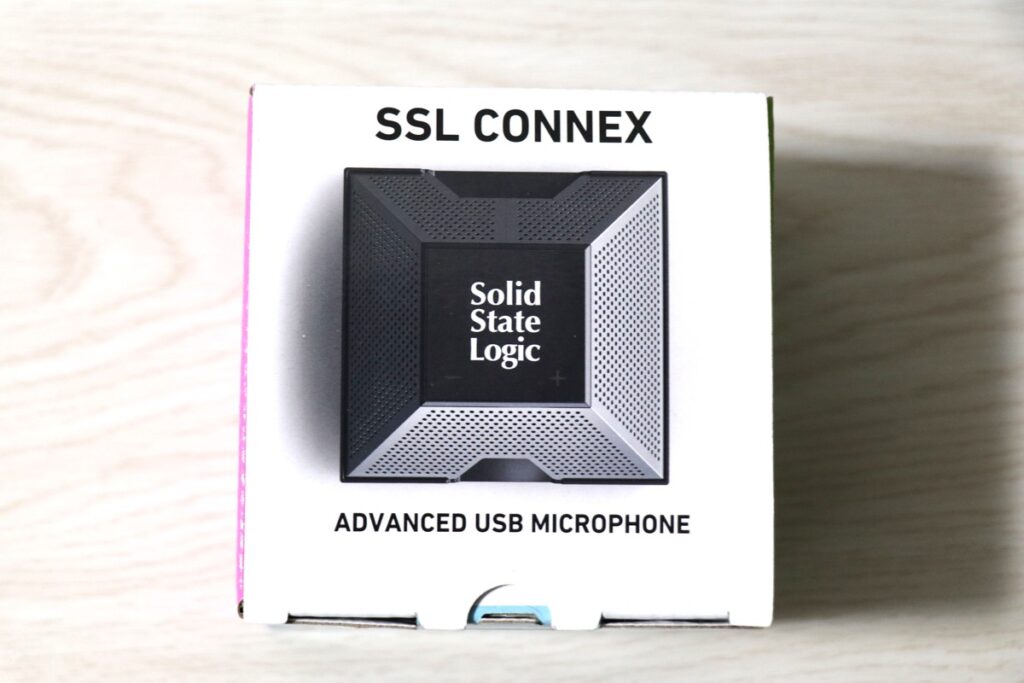 SSL CONNEX
Solid
State
Logic
- +
ADVANCED USB MICROPHONE